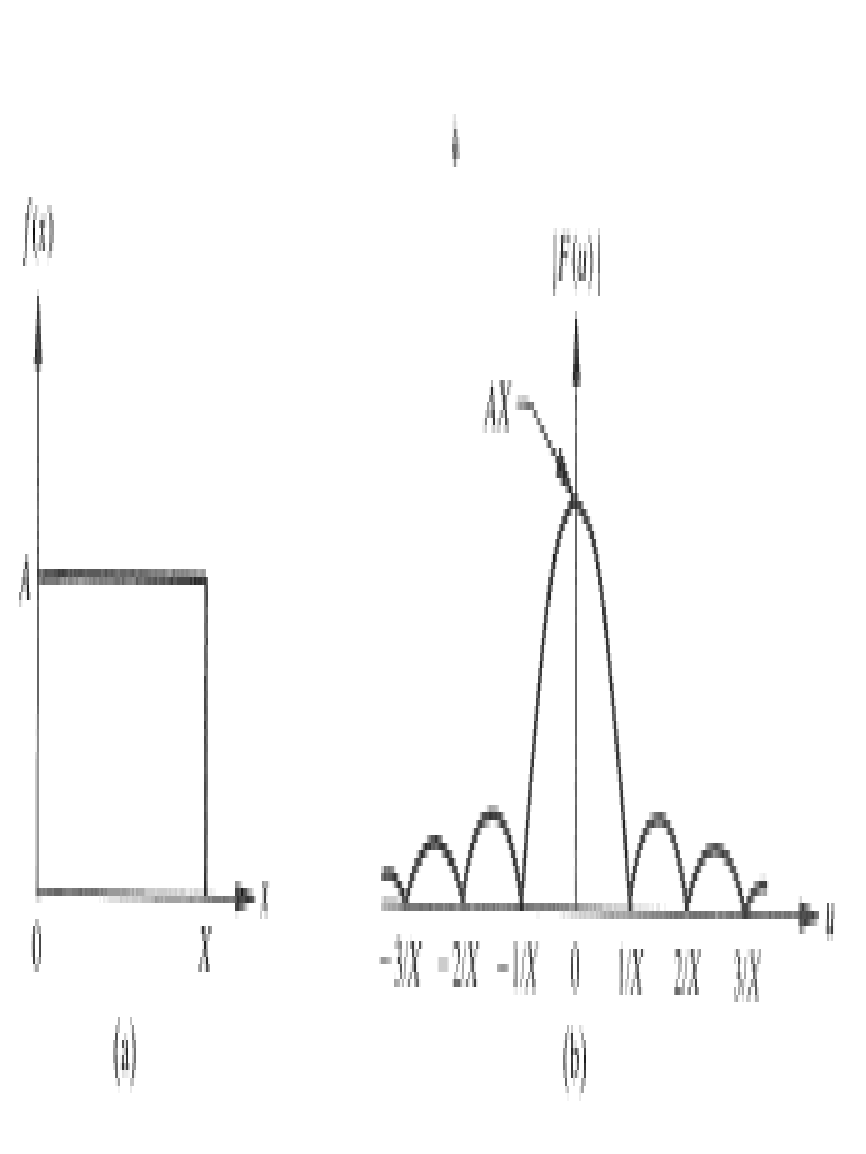 f(x)
|F(u)|
AX
A
x
u
0 X
−3/X −2/X −1/X 0 1/X 2/X 3/X
(a) (b)